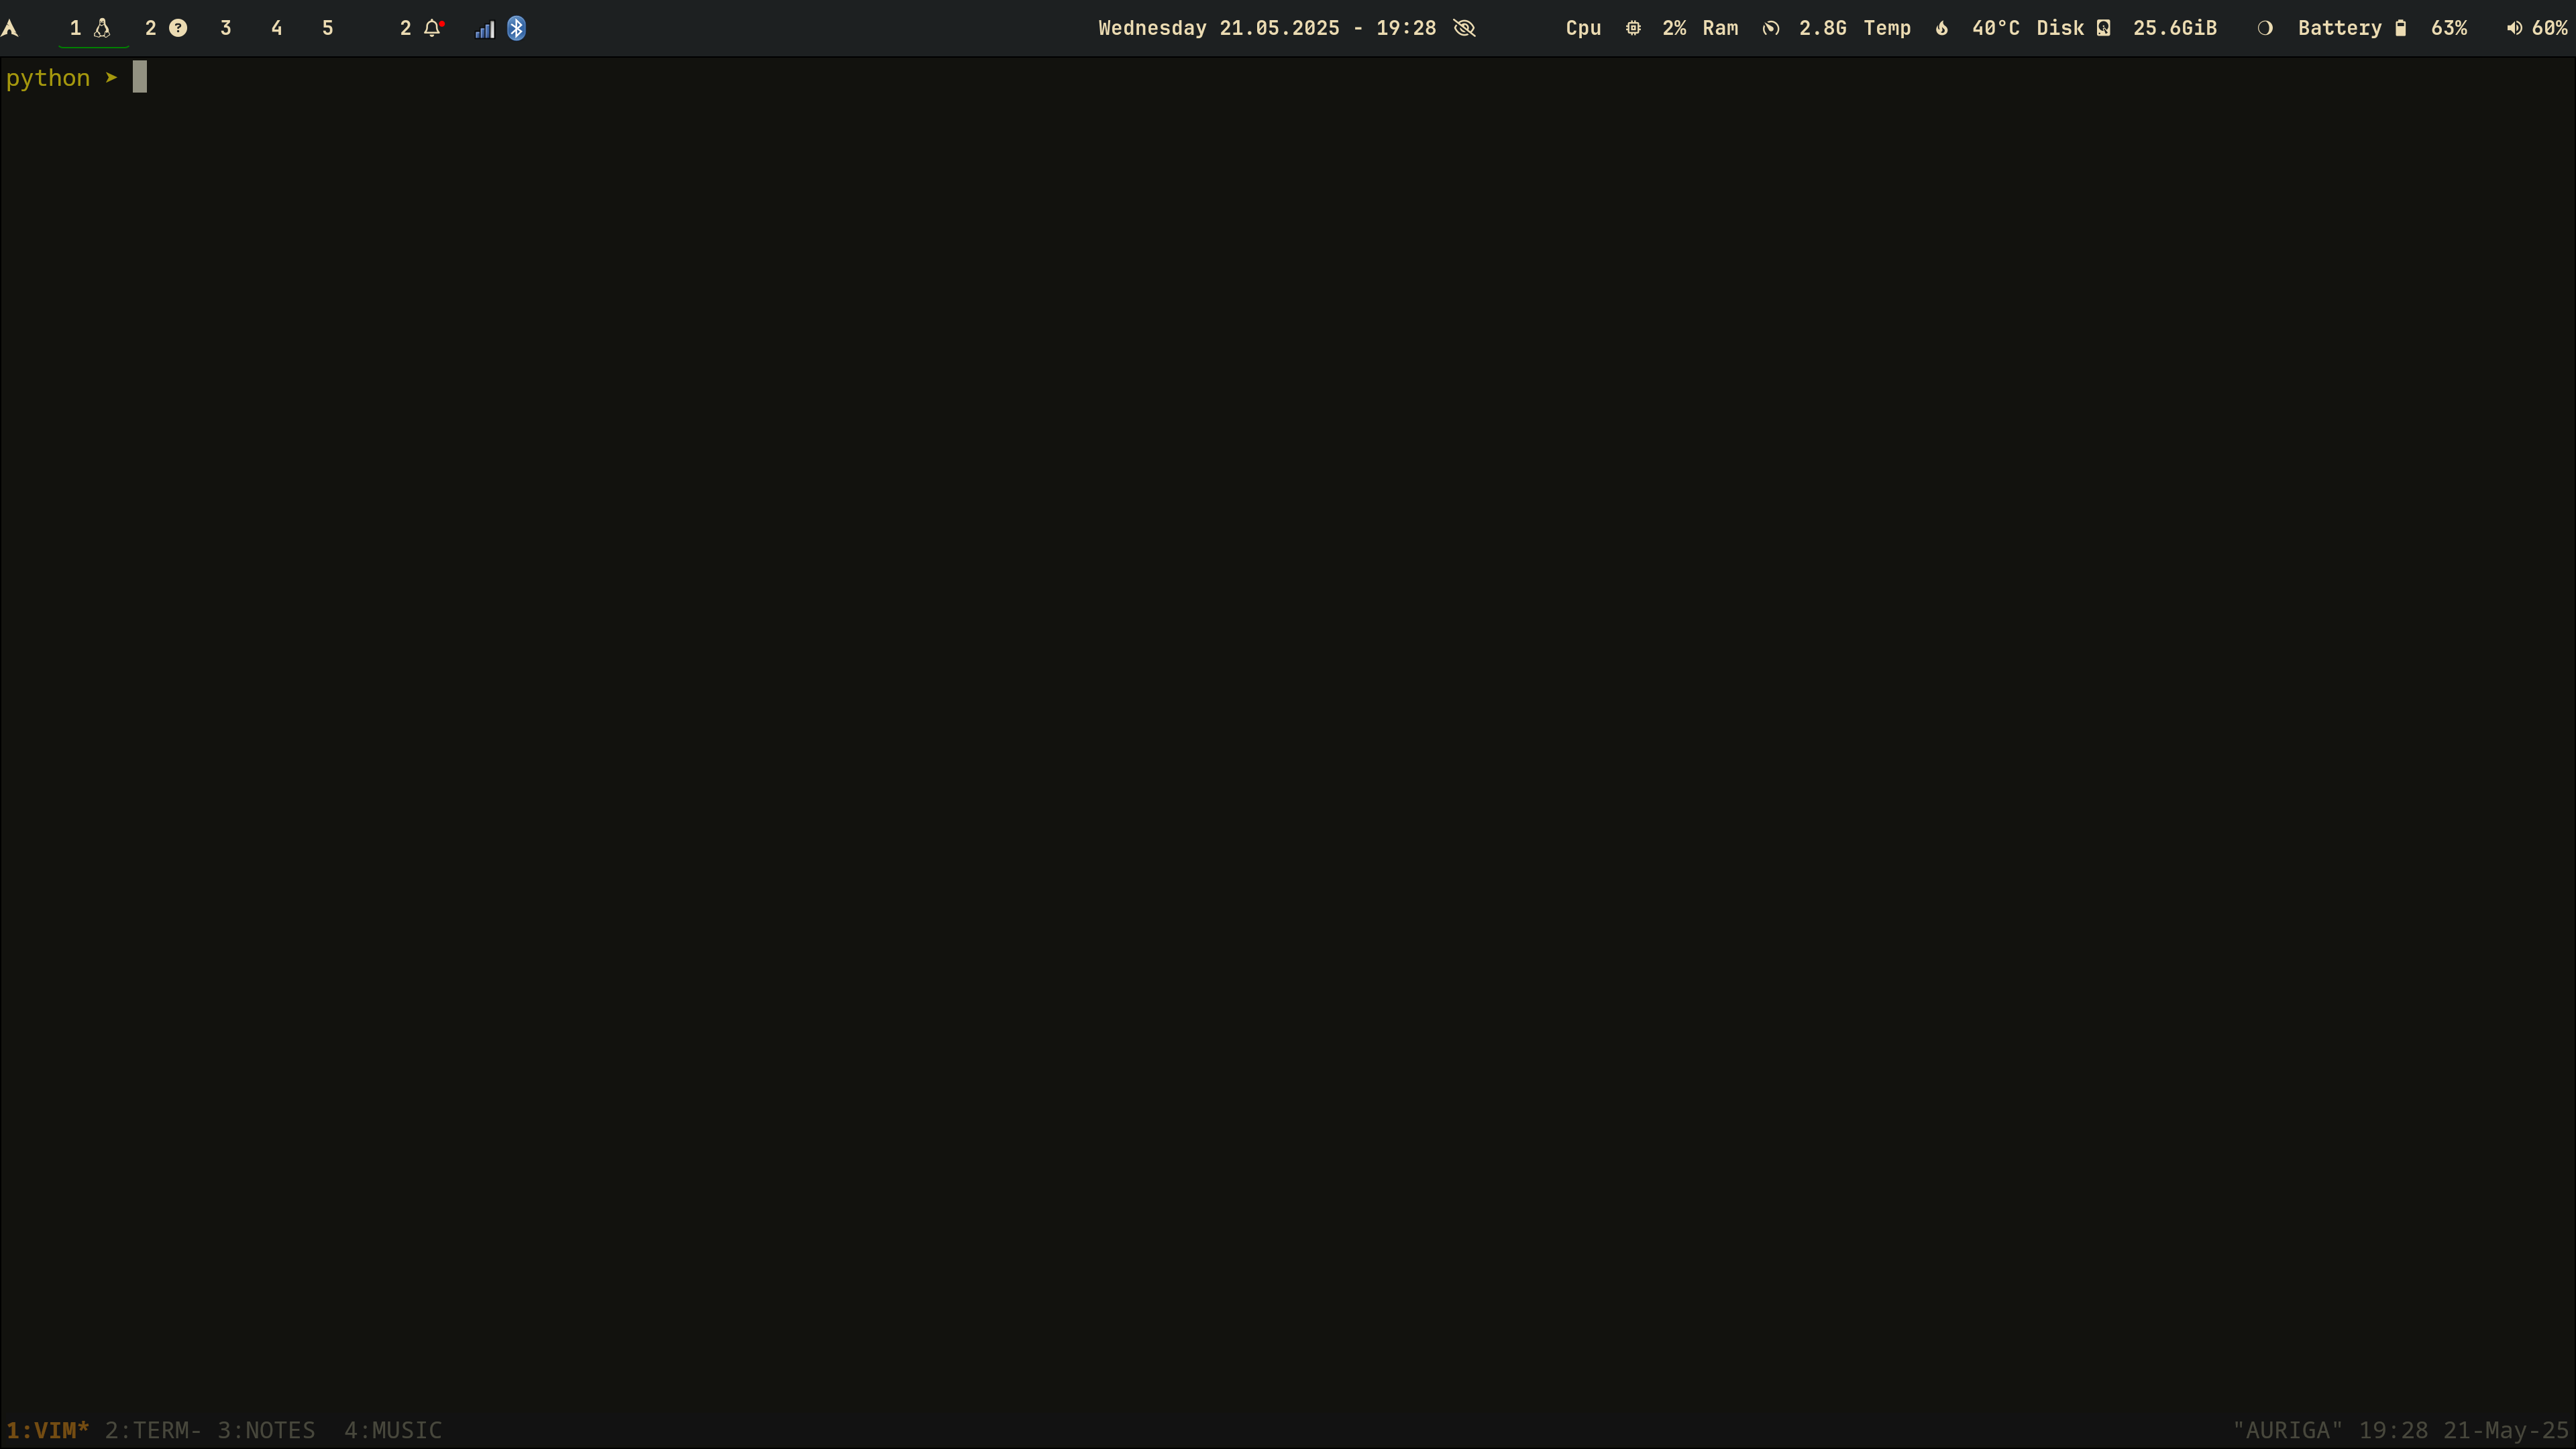 1 2 3 4 5 2 Wednesday 21.05.2025 - 19:28 Cpu 2% Ram 2.8G Temp 40°C Disk 25.6GiB Battery 63% 60%
python ➤
1:VIM* 2:TERM- 3:NOTES 4:MUSIC "AURIGA" 19:28 21-May-25